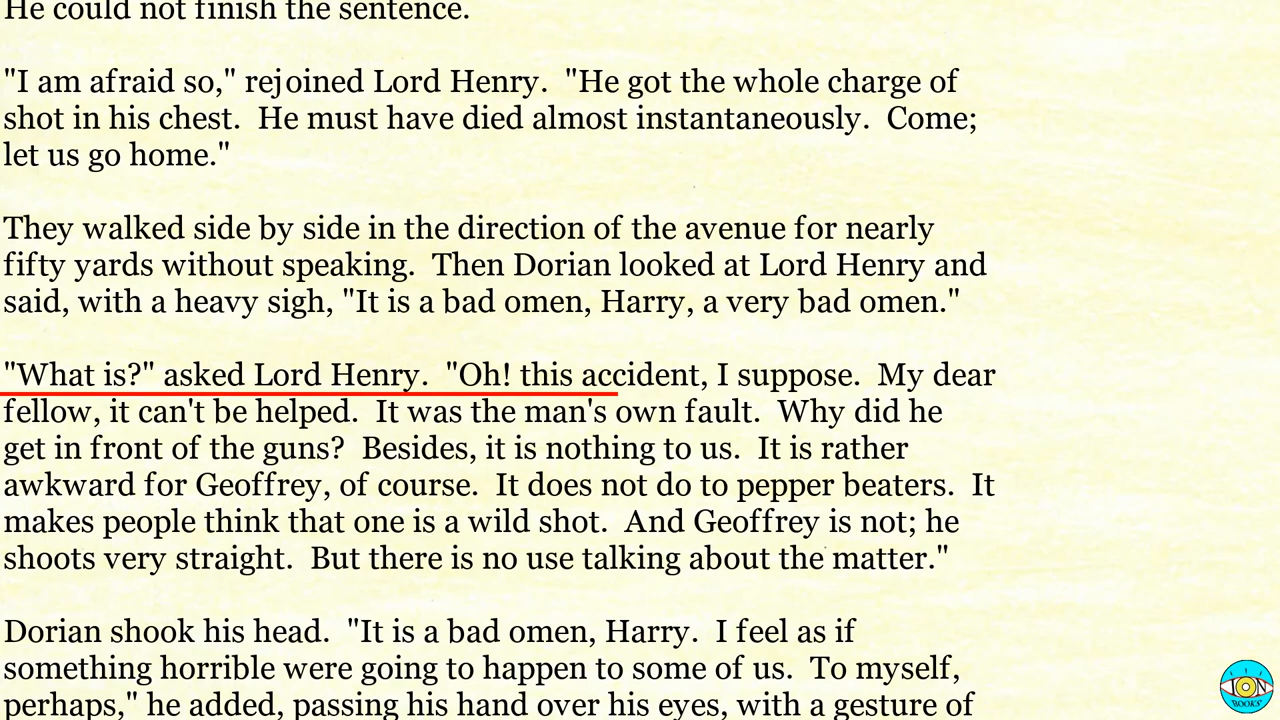 He could not finish the sentence.
"I am afraid so," rejoined Lord Henry.  "He got the whole charge of
shot in his chest.  He must have died almost instantaneously.  Come;
let us go home."
They walked side by side in the direction of the avenue for nearly
fifty yards without speaking.  Then Dorian looked at Lord Henry and
said, with a heavy sigh, "It is a bad omen, Harry, a very bad omen."
"What is?" asked Lord Henry.  "Oh! this accident, I suppose.  My dear
fellow, it can't be helped.  It was the man's own fault.  Why did he
get in front of the guns?  Besides, it is nothing to us.  It is rather
awkward for Geoffrey, of course.  It does not do to pepper beaters.  It
makes people think that one is a wild shot.  And Geoffrey is not; he
shoots very straight.  But there is no use talking about the matter."
Dorian shook his head.  "It is a bad omen, Harry.  I feel as if
something horrible were going to happen to some of us.  To myself,
perhaps," he added, passing his hand over his eyes, with a gesture of
ION
BOOKS